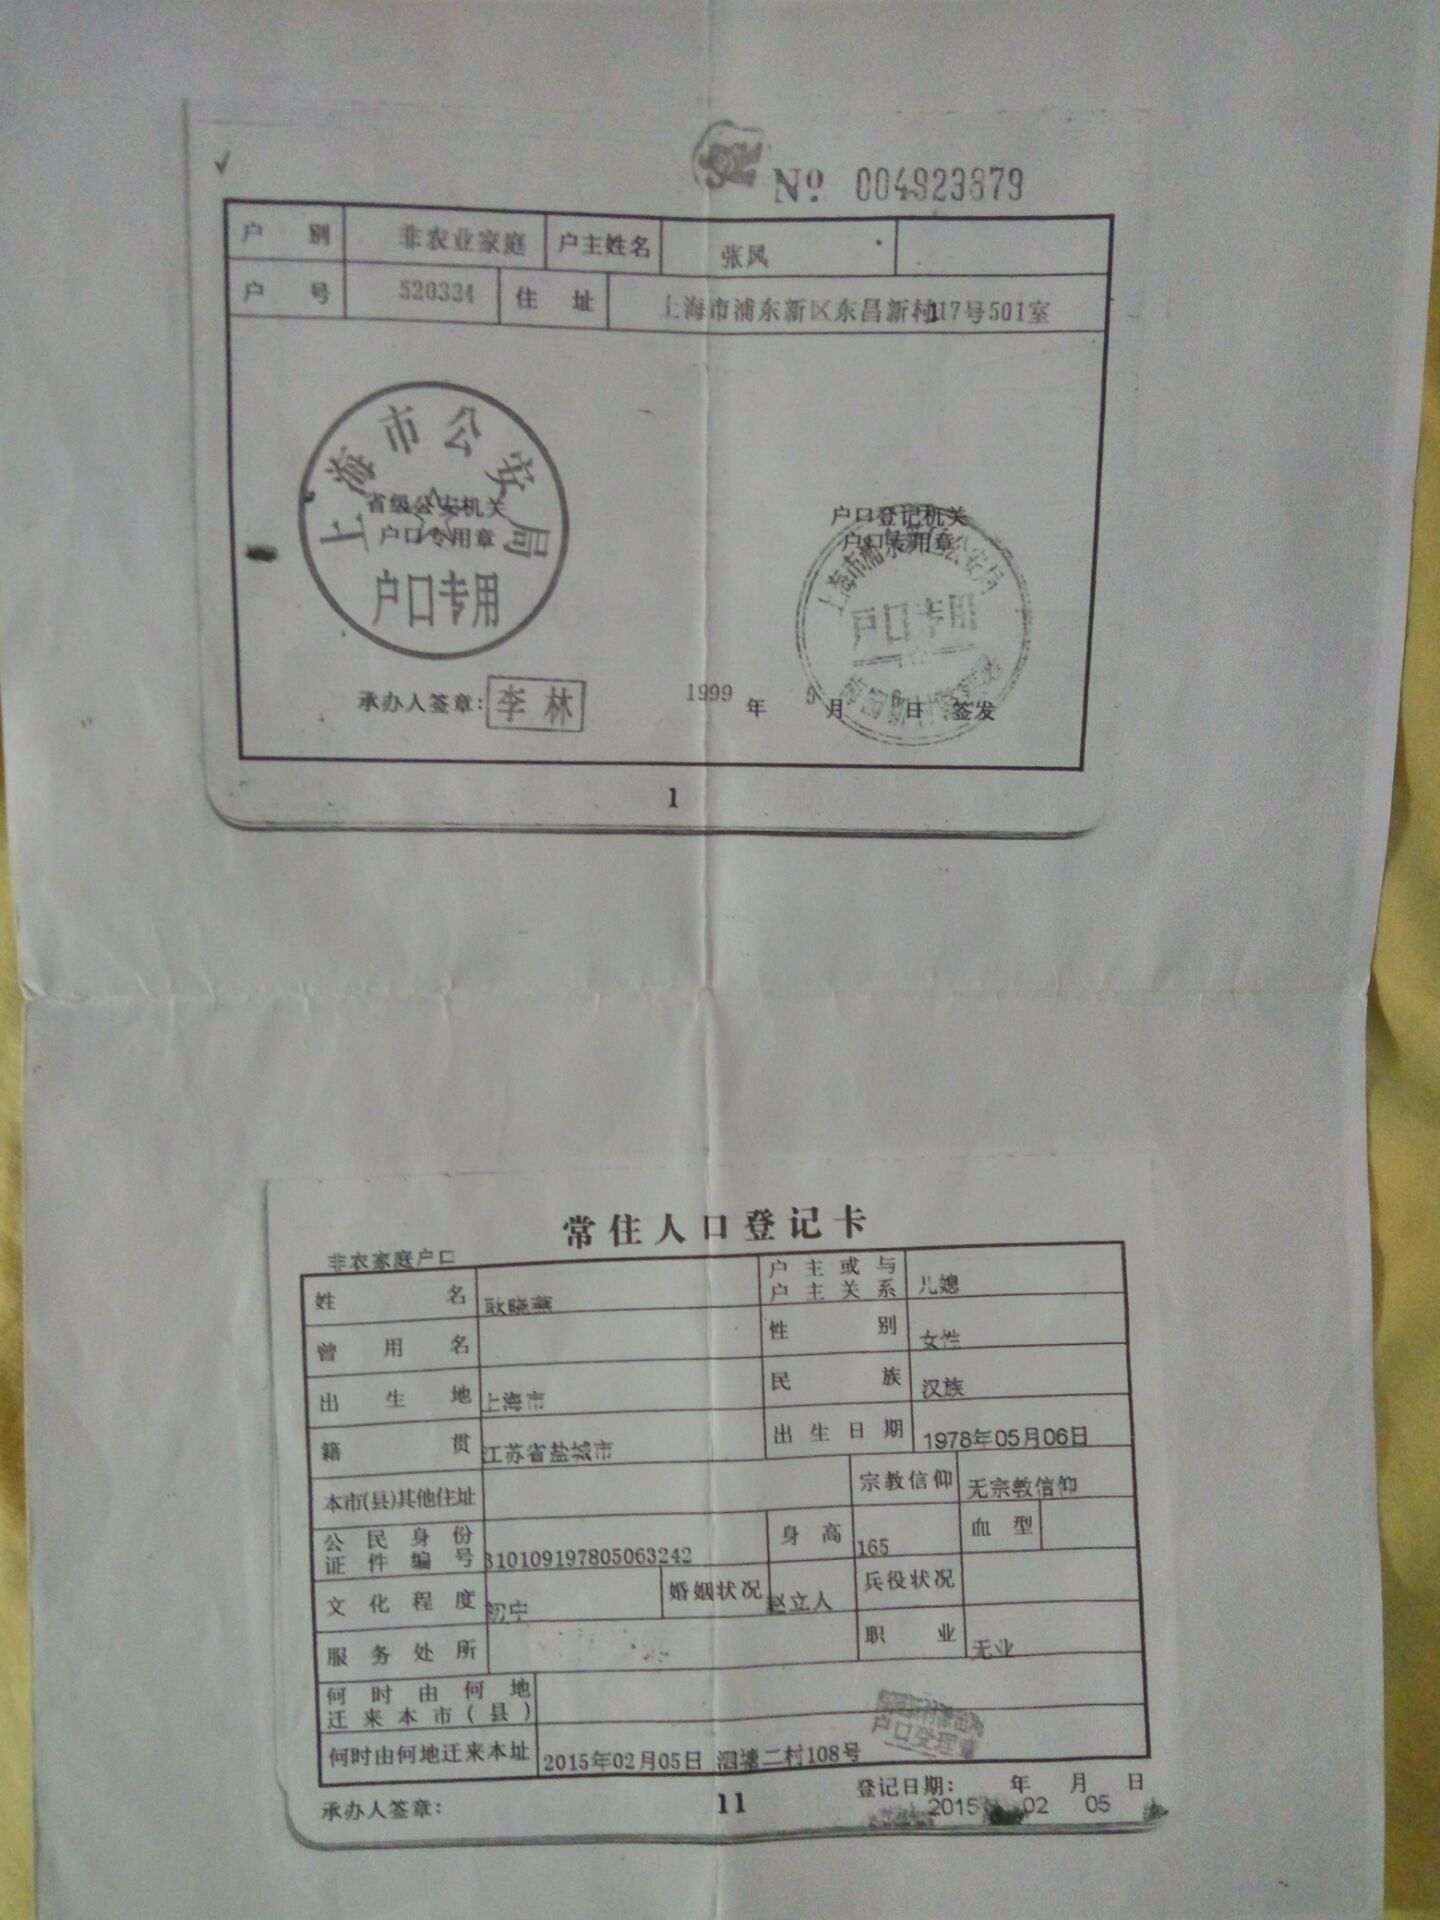 No. 004923879
户别 非农业家庭 户主姓名 张风
户号 520334 住址 上海市浦东新区东昌新村117号501室
上海市公安局
省级公安机关
户口专用章
户口专用
户口登记机关
户口专用章
户口专用
承办人签章: 李林 1999年5月6日 签发
1
常住人口登记卡
非农家庭户口
姓名 耿晓燕 户主或与户主关系 儿媳
曾用名 性别 女性
出生地 上海市 民族 汉族
籍贯 江苏省盐城市 出生日期 1978年05月06日
本市(县)其他住址 宗教信仰 无宗教信仰
公民身份证件编号 310109197805063242 身高 165 血型
文化程度 初中 婚姻状况 赵立人 兵役状况
服务处所 职业 无业
何时由何地迁来本市(县)
何时由何地迁来本址 2015年02月05日 泗塘二村108号
户口受理章
承办人签章: 11 登记日期: 年 月 日
2015 02 05